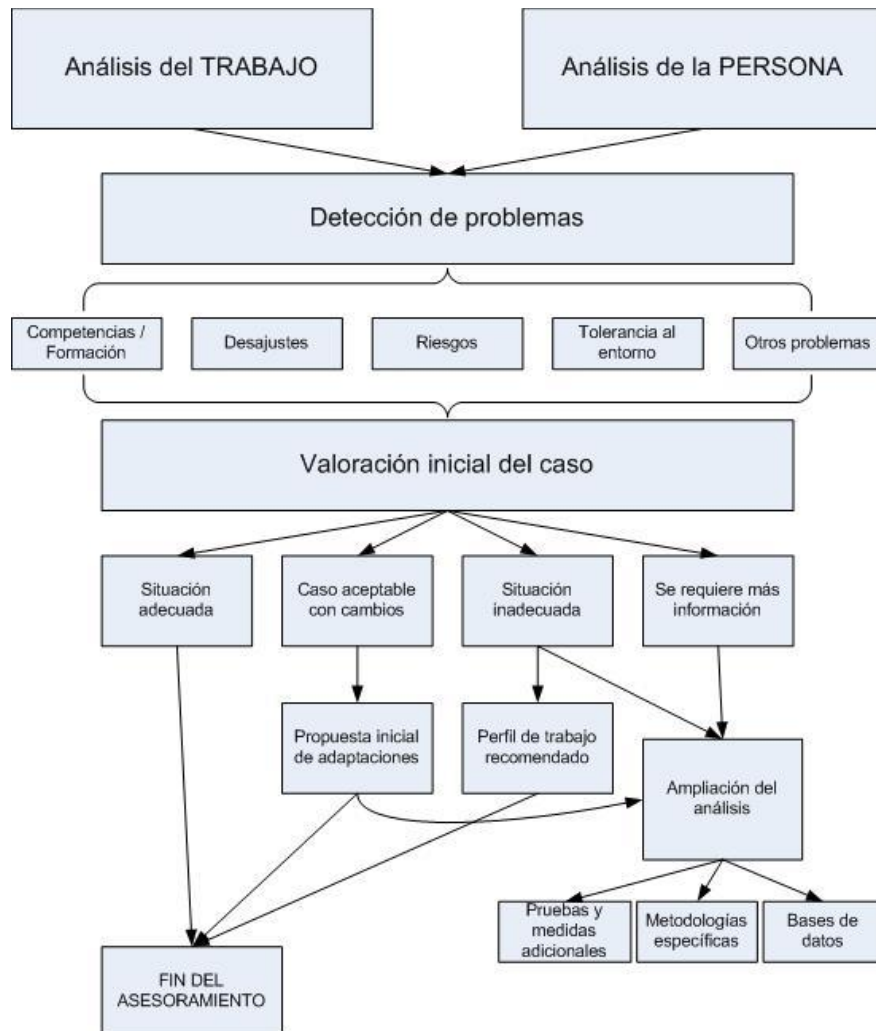 Análisis del TRABAJO
Análisis de la PERSONA
Detección de problemas
Competencias /
Formación
Desajustes
Riesgos
Tolerancia al
entorno
Otros problemas
Valoración inicial del caso
Situación
adecuada
Caso aceptable
con cambios
Situación
inadecuada
Se requiere más
información
Propuesta inicial
de adaptaciones
Perfil de trabajo
recomendado
Ampliación del
análisis
Pruebas y
medidas
adicionales
Metodologías
específicas
Bases de
datos
FIN DEL
ASESORAMIENTO